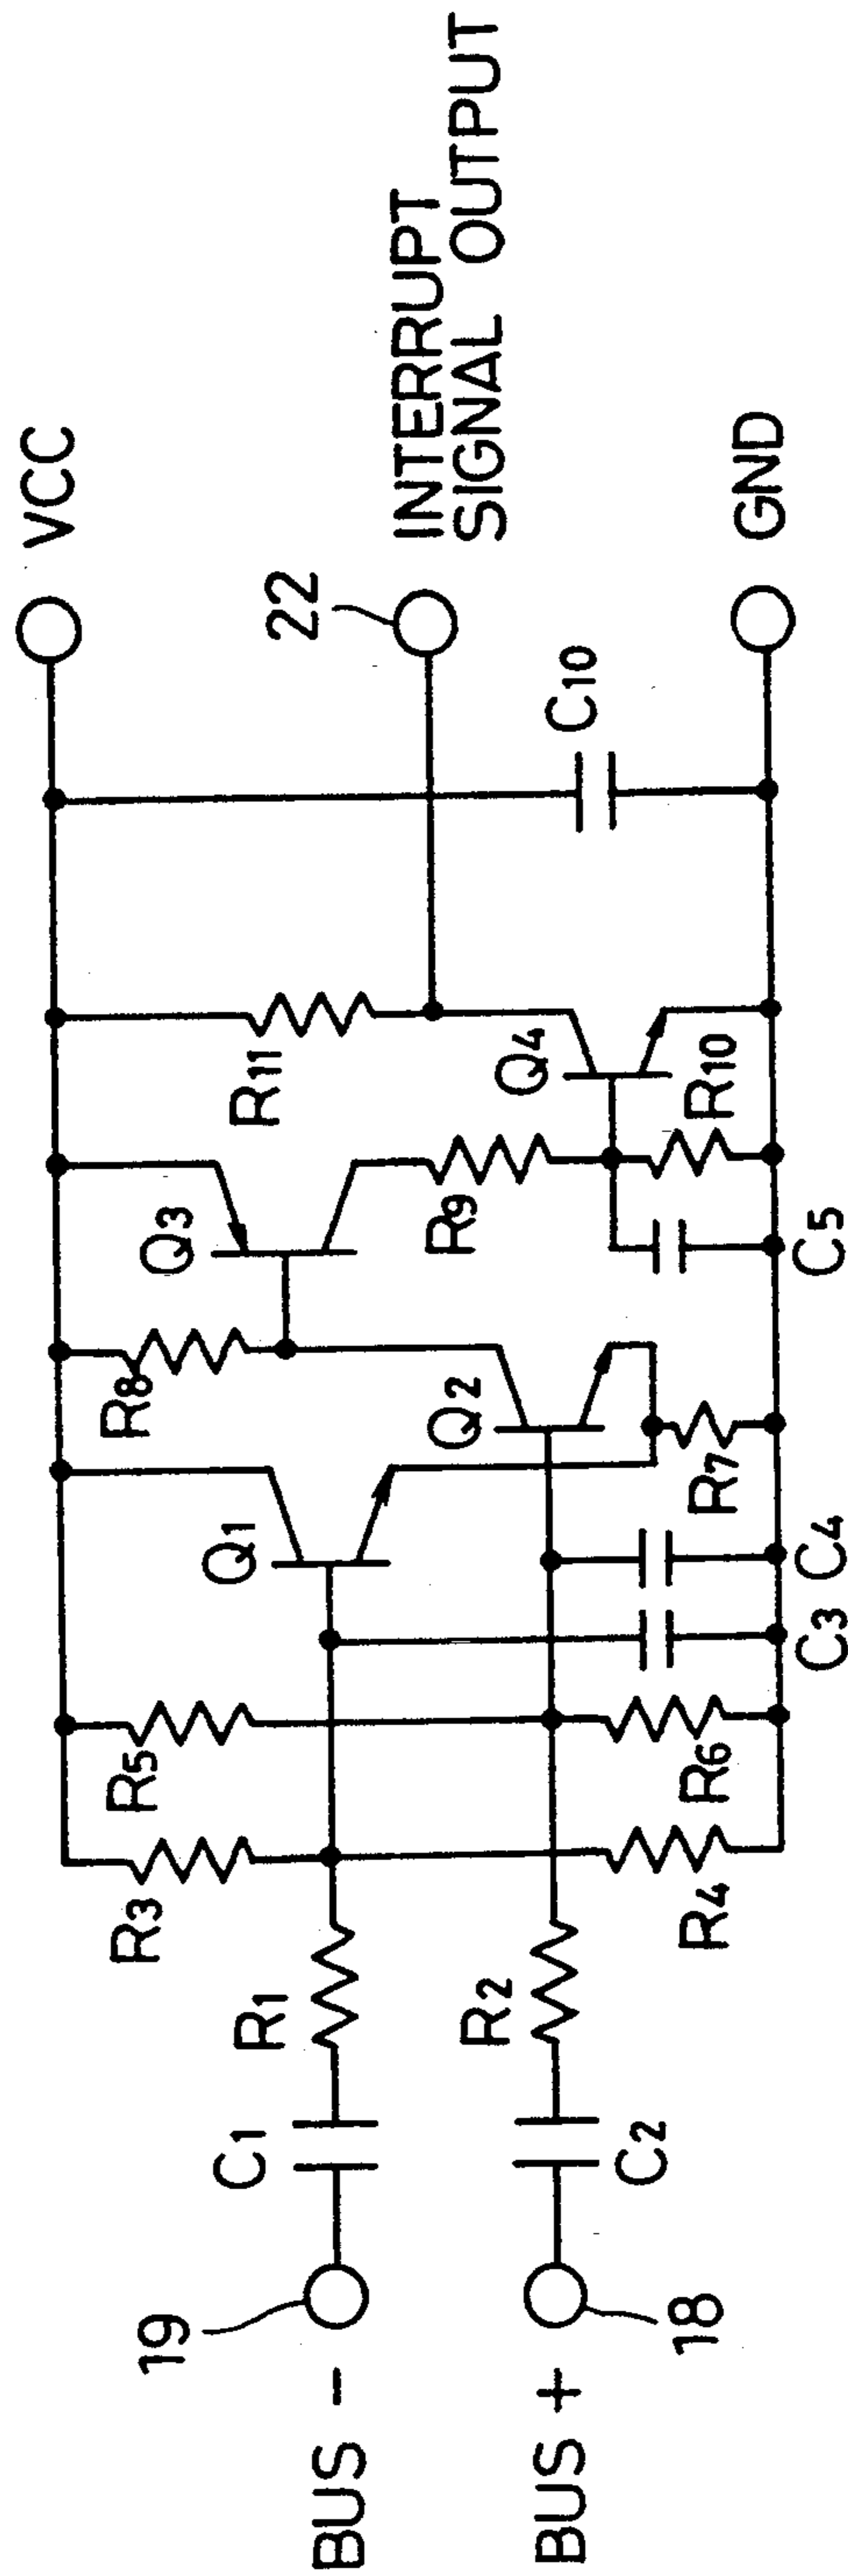 VCC
22
INTERRUPT
SIGNAL OUTPUT
GND
C10
R11
Q4
R10
Q3
R9
C5
R8
Q2
R7
Q1
C4
C3
R5
R6
R3
R4
R1
R2
C1
C2
19
18
BUS -
BUS +